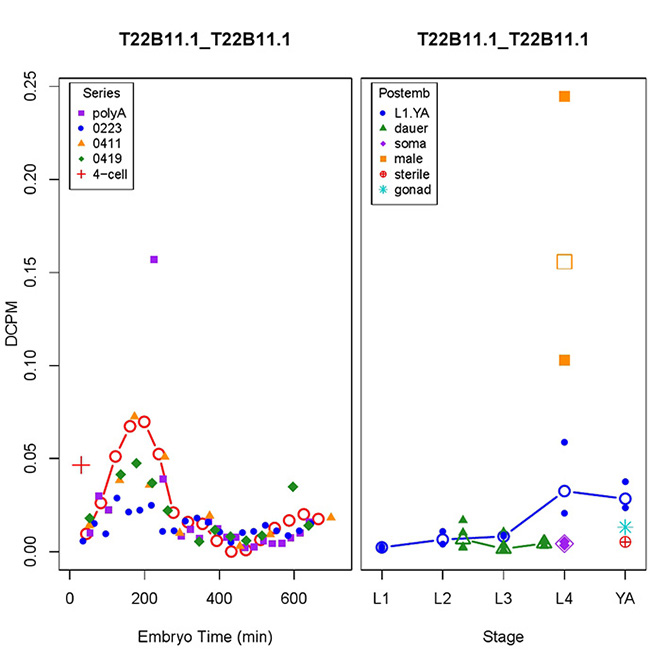 T22B11.1_T22B11.1
T22B11.1_T22B11.1
DCPM
0.25
0.20
0.15
0.10
0.05
0.00
Series
polyA
0223
0411
0419
4−cell
0 200 400 600
Embryo Time (min)
Postemb
L1.YA
dauer
soma
male
sterile
gonad
L1 L2 L3 L4 YA
Stage